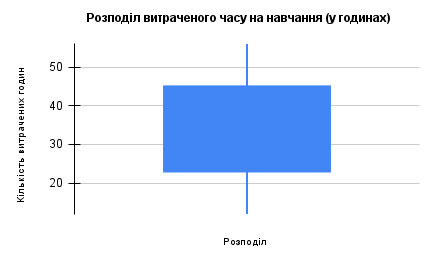 Розподіл витраченого часу на навчання (у годинах)
Кількість витрачених годин
50
40
30
20
Розподіл